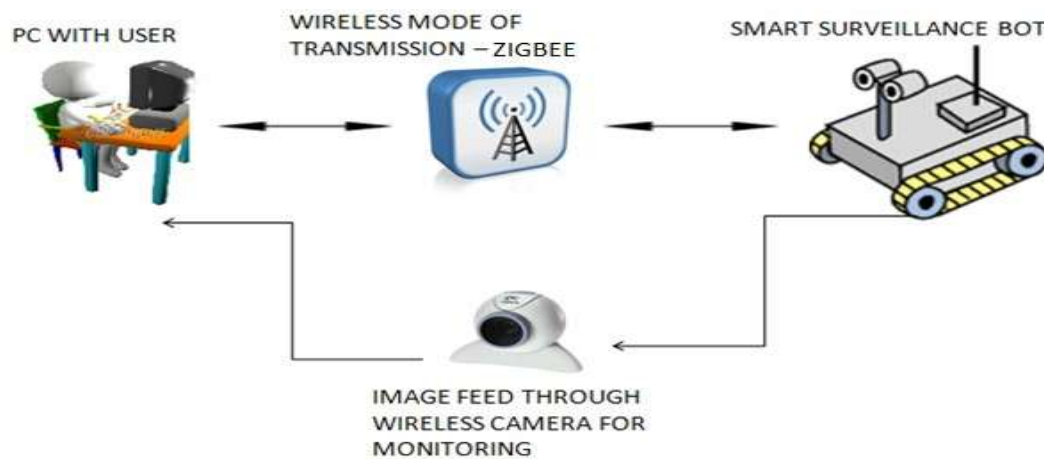 PC WITH USER
WIRELESS MODE OF
TRANSMISSION – ZIGBEE
SMART SURVEILLANCE BOT
IMAGE FEED THROUGH
WIRELESS CAMERA FOR
MONITORING